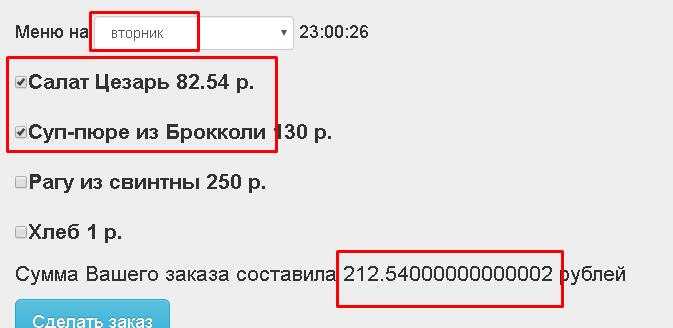 Меню на вторник 23:00:26
Салат Цезарь 82.54 р.
Суп-пюре из Брокколи 130 р.
Рагу из свинтны 250 р.
Хлеб 1 р.
Сумма Вашего заказа составила 212.54000000000002 рублей
Сделать заказ